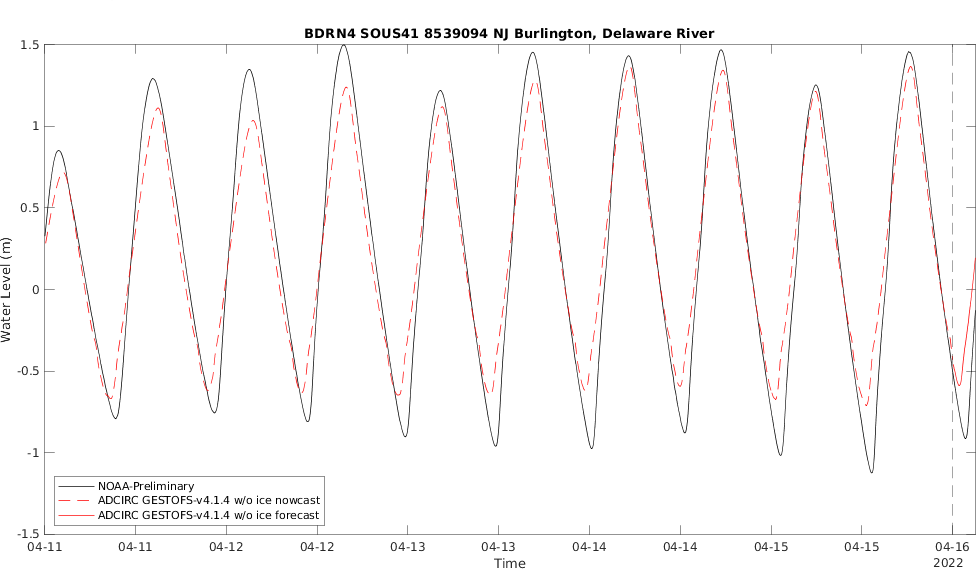 BDRN4 SOUS41 8539094 NJ Burlington, Delaware River
1.5
1
0.5
0
-0.5
-1
-1.5
Water Level (m)
NOAA-Preliminary
ADCIRC GESTOFS-v4.1.4 w/o ice nowcast
ADCIRC GESTOFS-v4.1.4 w/o ice forecast
04-11 04-11 04-12 04-12 04-13 04-13 04-14 04-14 04-15 04-15 04-16
Time
2022